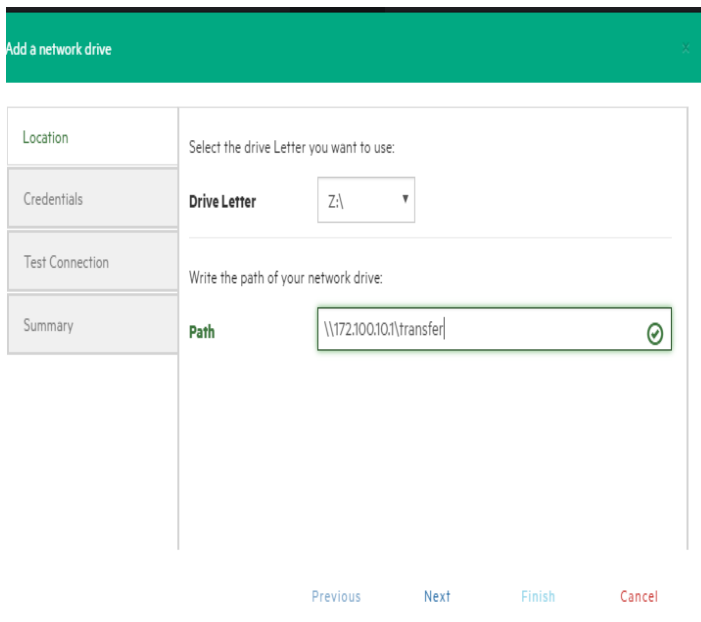 Add a network drive
×
Location
Select the drive Letter you want to use:
Credentials
Drive Letter
Z:\
Test Connection
Write the path of your network drive:
Summary
Path
\\172.100.10.1\transfer
Previous Next Finish Cancel